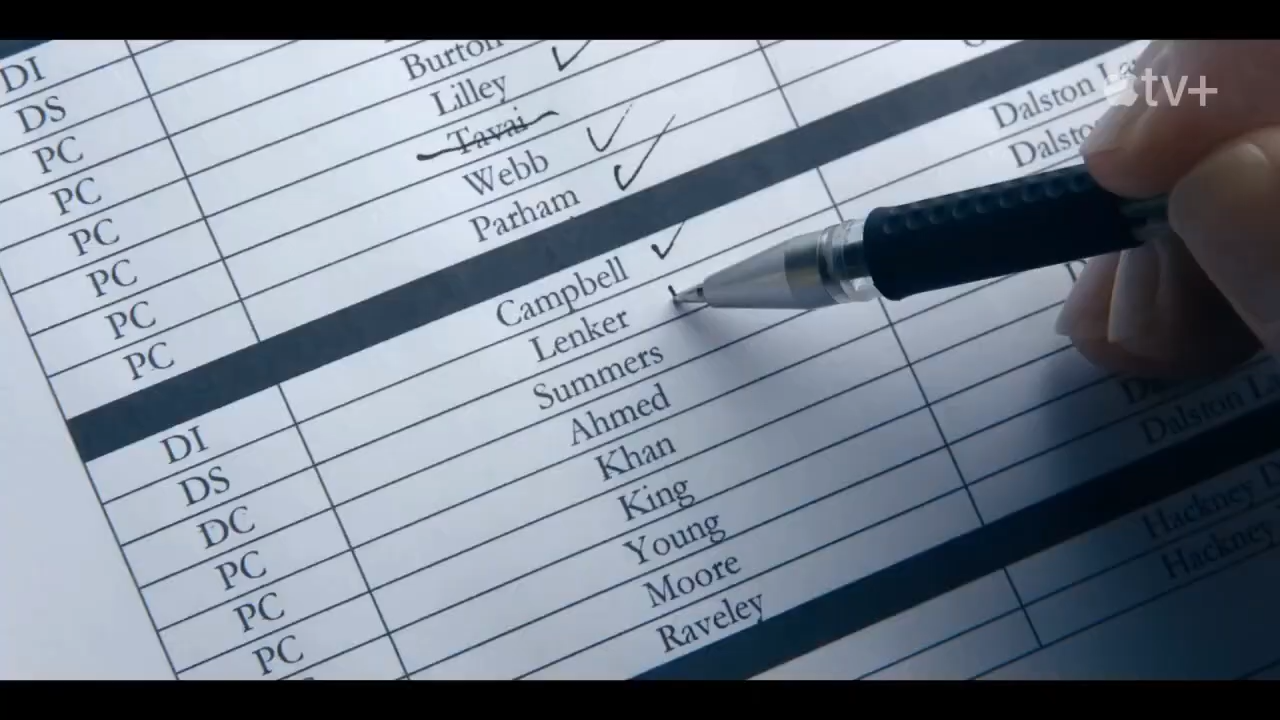 DI
DS
PC
PC Burton
PC Lilley
PC Tavai
PC Webb
PC Parham
DI Campbell Dalston
DS Lenker
DC Summers
PC Ahmed
PC Khan
PC King
Young
Moore
Raveley Dalston
Hackney
Hackney
tv+